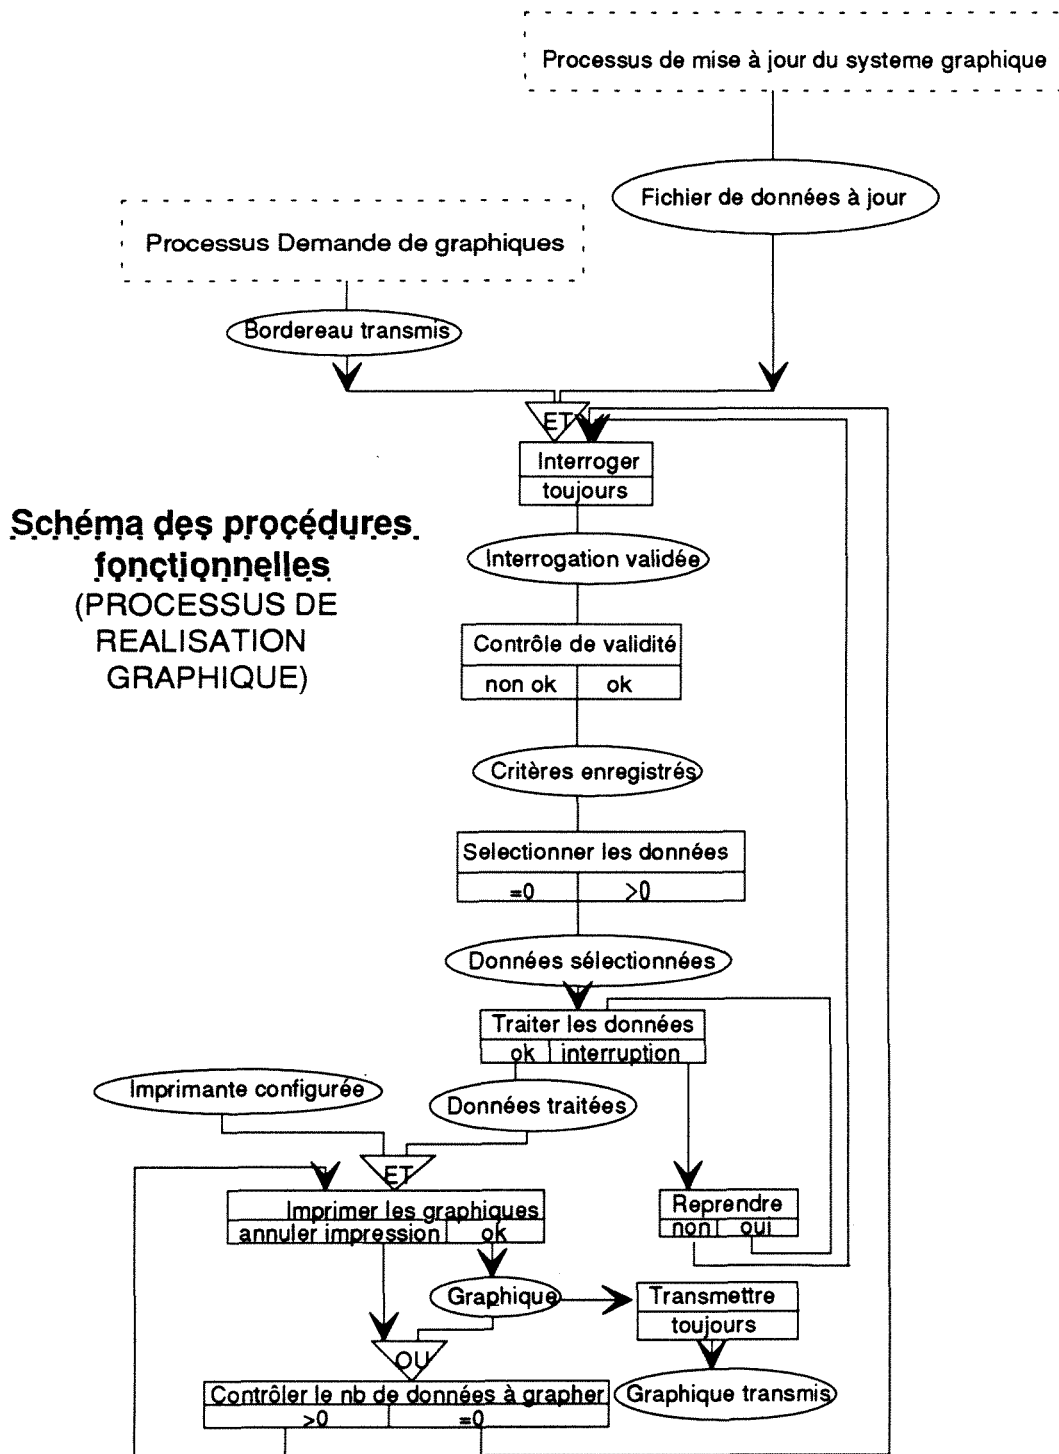 Processus de mise à jour du systeme graphique
Fichier de données à jour
Processus Demande de graphiques
Bordereau transmis
ET
Interroger
toujours
Schéma des procédures
fonctionnelles
(PROCESSUS DE
REALISATION
GRAPHIQUE)
Interrogation validée
Contrôle de validité
non ok ok
Critères enregistrés
Selectionner les données
=0 >0
Données sélectionnées
Traiter les données
ok interruption
Imprimante configurée
Données traitées
ET
Imprimer les graphiques
annuler impression ok
Reprendre
non oui
Graphique
Transmettre
toujours
OU
Contrôler le nb de données à grapher
>0 =0
Graphique transmis